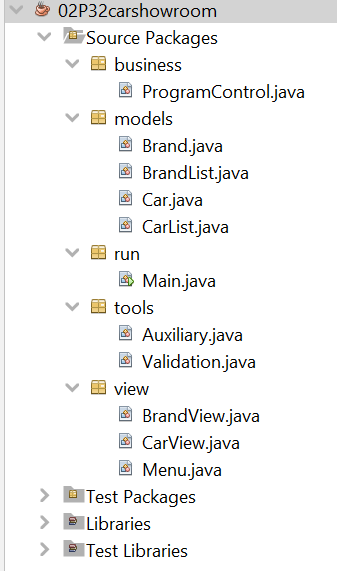 02P32carshowroom
Source Packages
business
ProgramControl.java
models
Brand.java
BrandList.java
Car.java
CarList.java
run
Main.java
tools
Auxiliary.java
Validation.java
view
BrandView.java
CarView.java
Menu.java
Test Packages
Libraries
Test Libraries